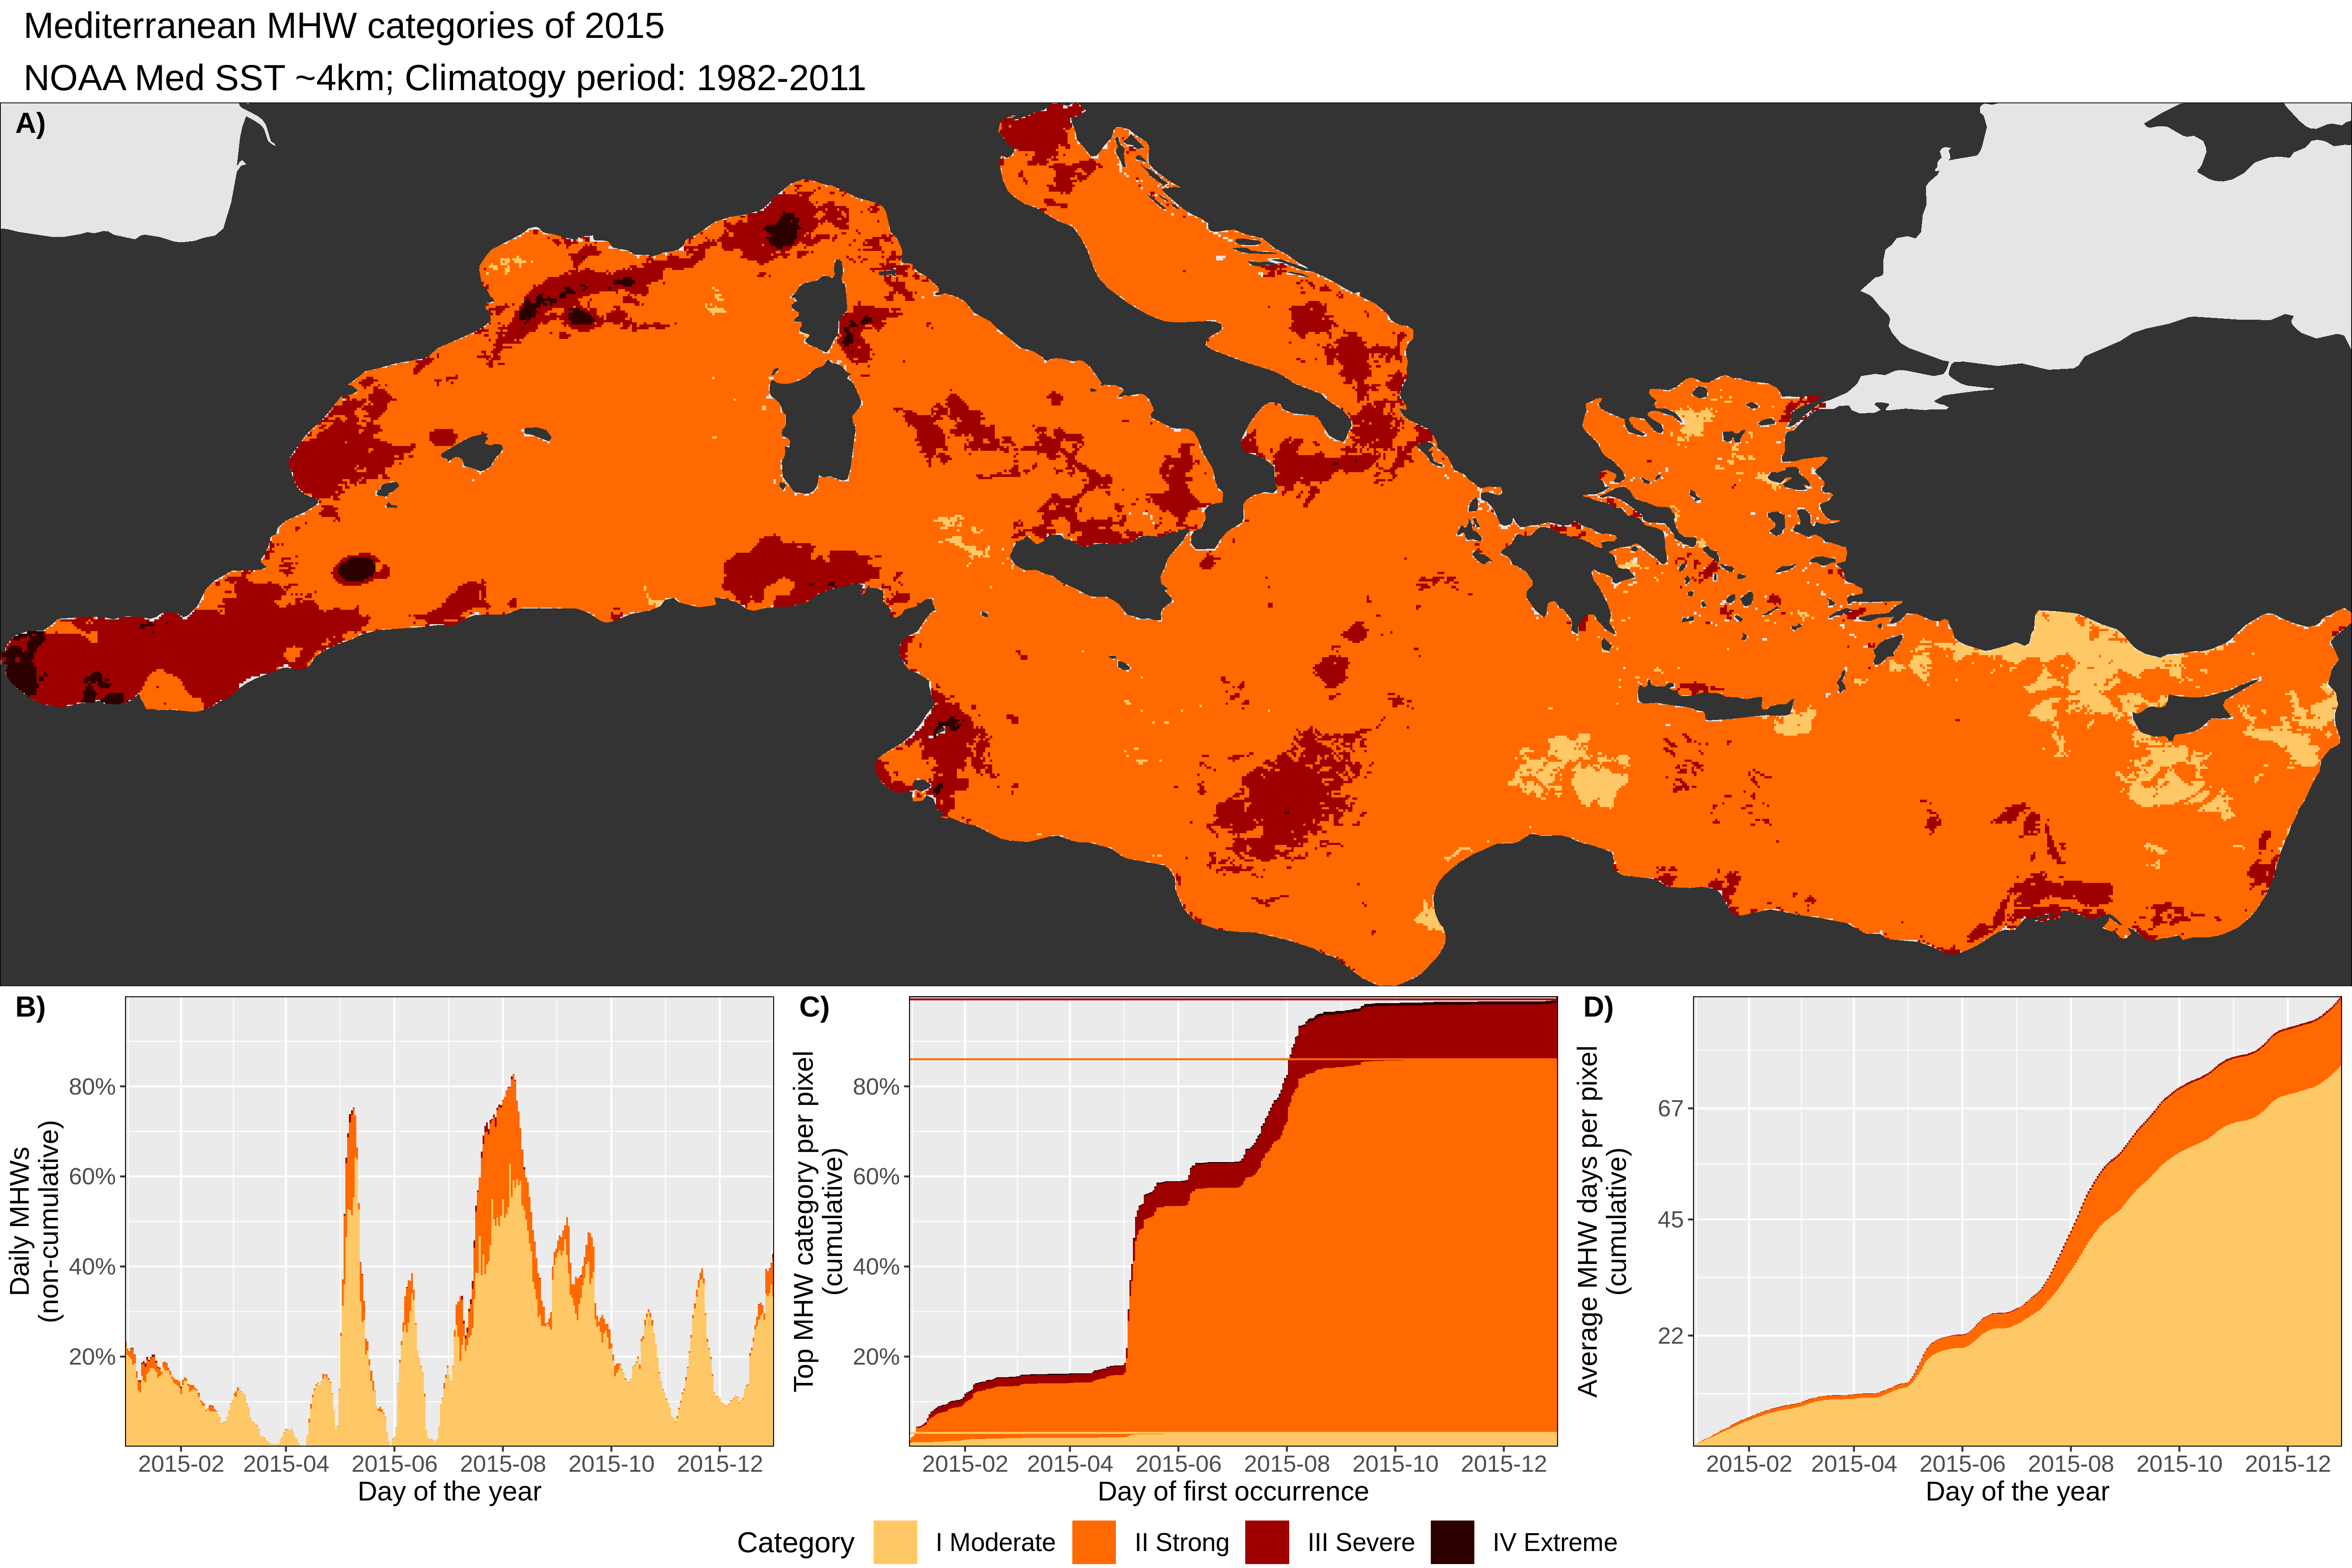 Mediterranean MHW categories of 2015
NOAA Med SST ~4km; Climatogy period: 1982-2011
A)
B)
Daily MHWs
(non-cumulative)
80%
60%
40%
20%
2015-02 2015-04 2015-06 2015-08 2015-10 2015-12
Day of the year
C)
Top MHW category per pixel
(cumulative)
80%
60%
40%
20%
2015-02 2015-04 2015-06 2015-08 2015-10 2015-12
Day of first occurrence
D)
Average MHW days per pixel
(cumulative)
67
45
22
2015-02 2015-04 2015-06 2015-08 2015-10 2015-12
Day of the year
Category I Moderate II Strong III Severe IV Extreme